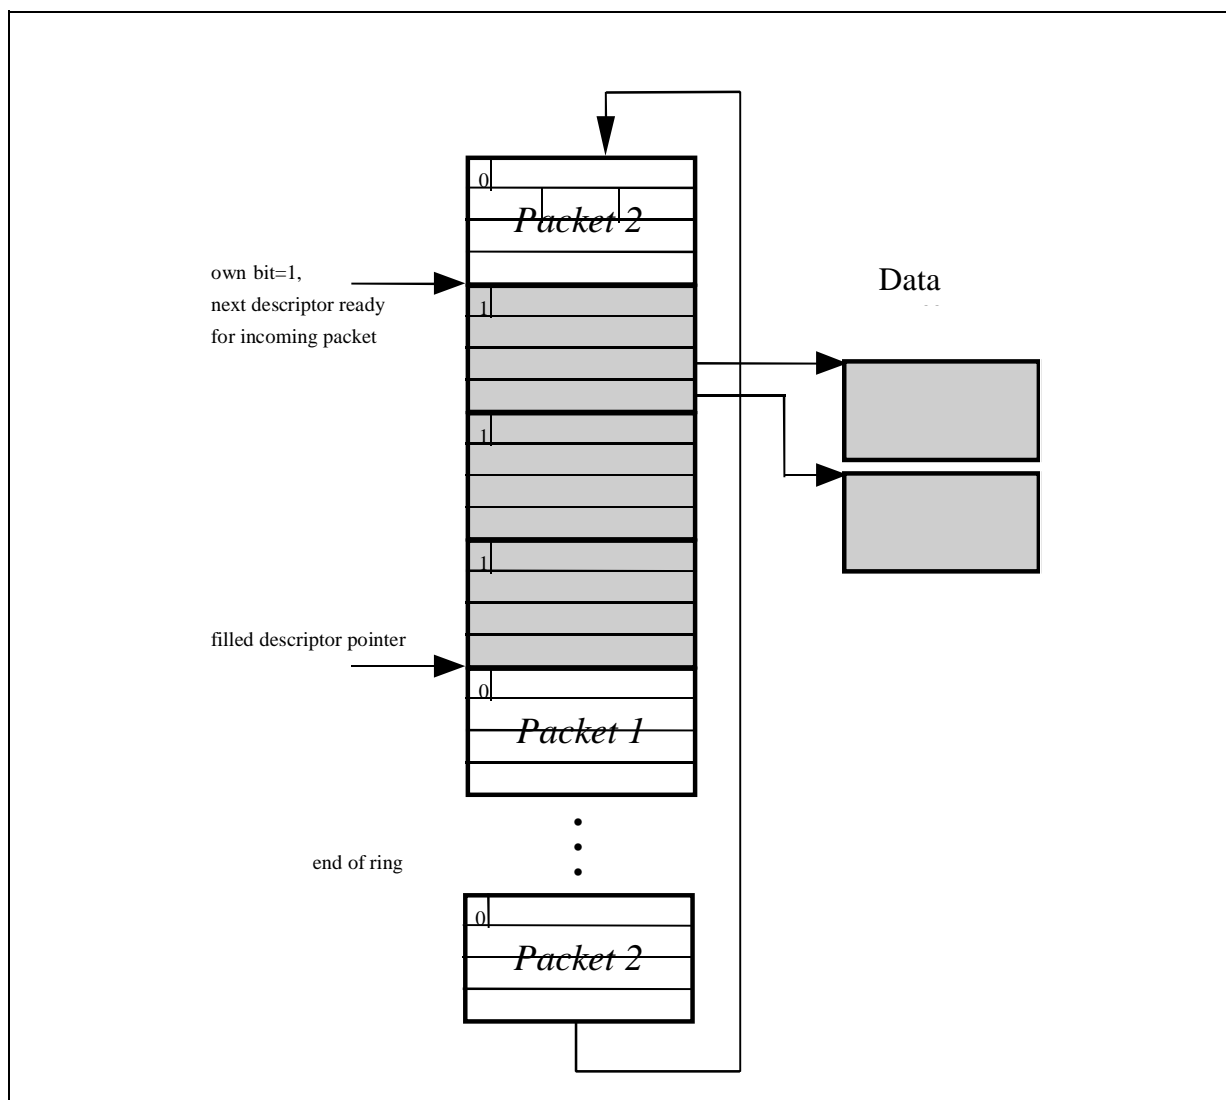 0
Packet 2
own bit=1,
next descriptor ready
for incoming packet
Data
1
1
1
filled descriptor pointer
0
Packet 1
end of ring
0
Packet 2